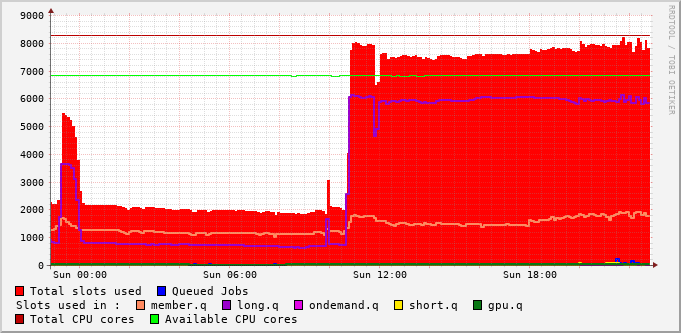 9000
8000
7000
6000
5000
4000
3000
2000
1000
0
Sun 00:00 Sun 06:00 Sun 12:00 Sun 18:00
RRDTOOL / TOBI OETIKER
Total slots used Queued Jobs
Slots used in : member.q long.q ondemand.q short.q gpu.q
Total CPU cores Available CPU cores